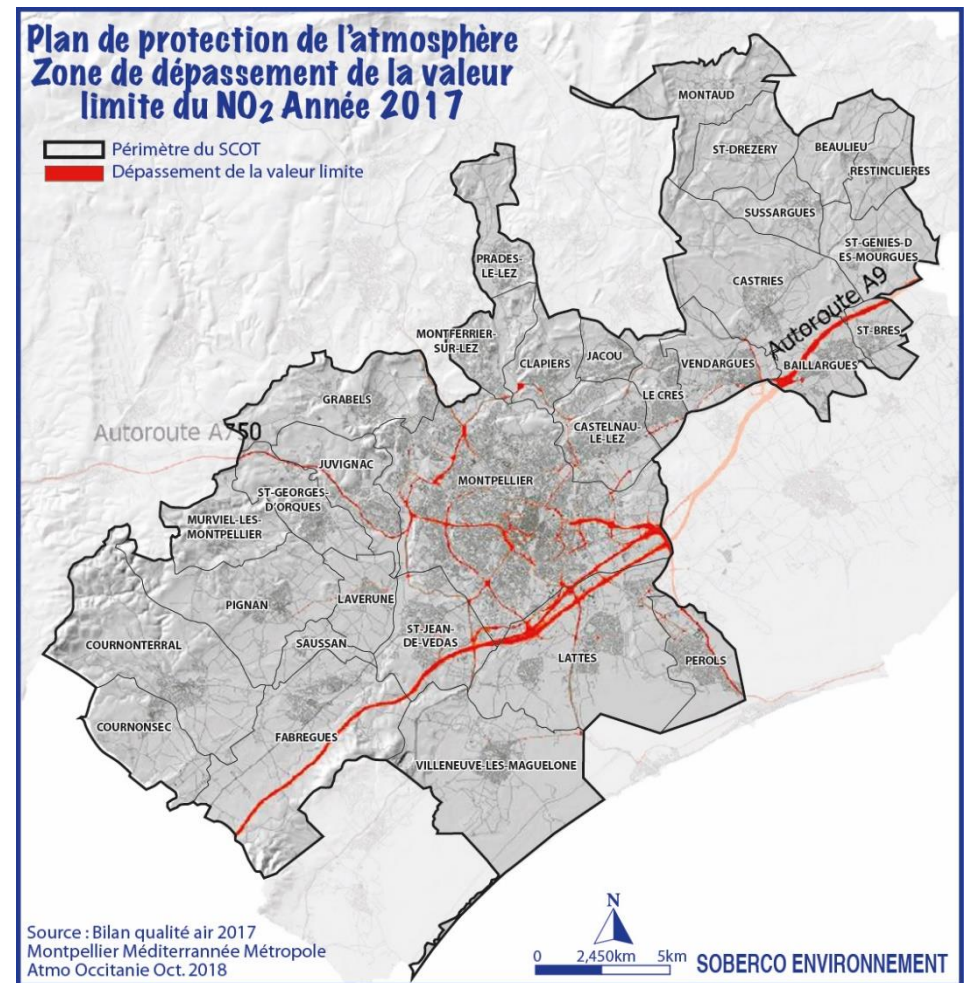 Plan de protection de l'atmosphère
Zone de dépassement de la valeur
limite du NO2 Année 2017
Périmètre du SCOT
Dépassement de la valeur limite
MONTAUD
ST-DREZERY
BEAULIEU
RESTINCLIERES
SUSSARGUES
ST-GENIES-D
ES-MOURGUES
PRADES-
LE-LEZ
CASTRIES
Autoroute A9
ST-BRES
MONTFERRIER-
SUR-LEZ
CLAPIERS
JACOU
VENDARGUES
BAILLARGUES
GRABELS
LE CRES
CASTELNAU-
LE-LEZ
Autoroute A750
JUVIGNAC
MONTPELLIER
ST-GEORGES-
D'ORQUES
MURVIEL-LES-
MONTPELLIER
PIGNAN
LAVERUNE
COURNONTERRAL
SAUSSAN
ST-JEAN-
DE-VEDAS
LATTES
PEROLS
COURNONSEC
FABREGUES
VILLENEUVE-LES-MAGUELONE
Source : Bilan qualité air 2017
Montpellier Méditerrannée Métropole
Atmo Occitanie Oct. 2018
N
0 2,450km 5km
SOBERCO ENVIRONNEMENT